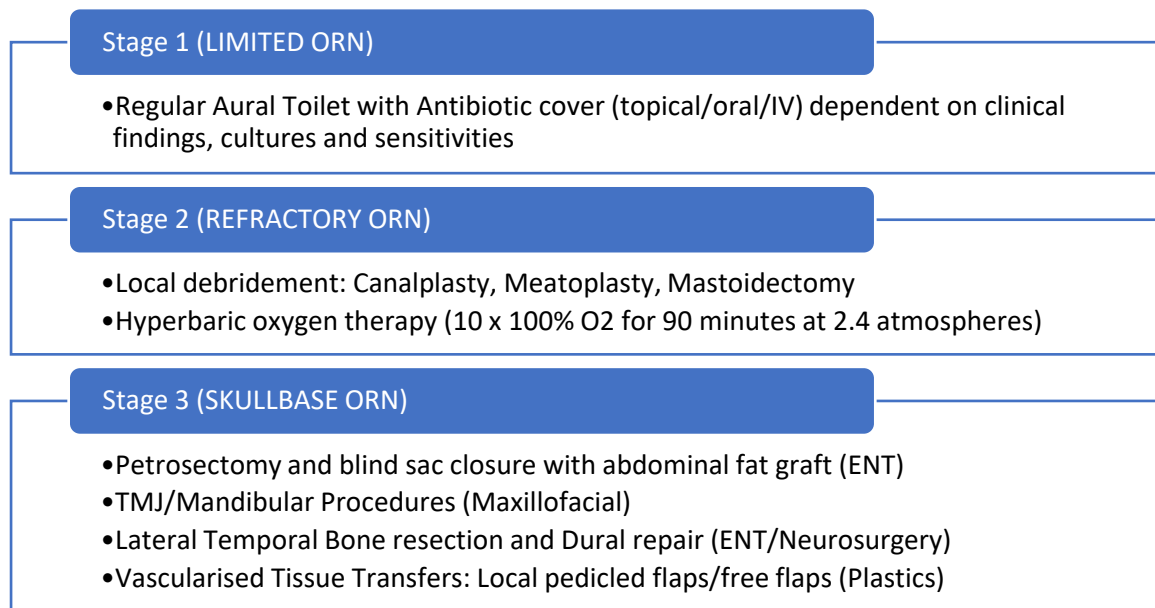 Stage 1 (LIMITED ORN)
•Regular Aural Toilet with Antibiotic cover (topical/oral/IV) dependent on clinical
findings, cultures and sensitivities
Stage 2 (REFRACTORY ORN)
•Local debridement: Canalplasty, Meatoplasty, Mastoidectomy
•Hyperbaric oxygen therapy (10 x 100% O2 for 90 minutes at 2.4 atmospheres)
Stage 3 (SKULLBASE ORN)
•Petrosectomy and blind sac closure with abdominal fat graft (ENT)
•TMJ/Mandibular Procedures (Maxillofacial)
•Lateral Temporal Bone resection and Dural repair (ENT/Neurosurgery)
•Vascularised Tissue Transfers: Local pedicled flaps/free flaps (Plastics)